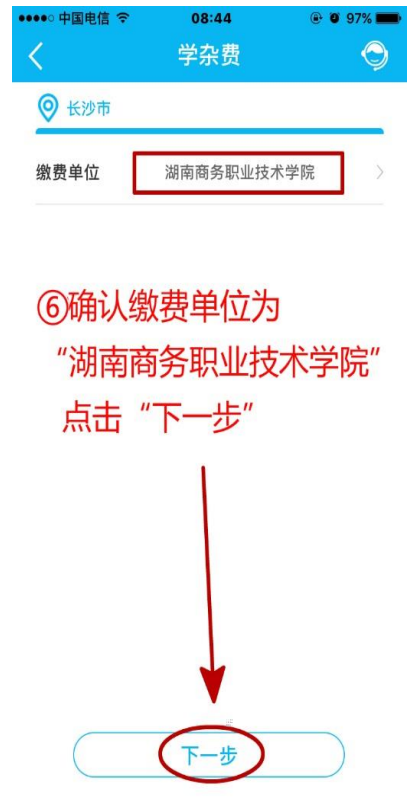 中国电信 08:44 97%
学杂费
长沙市
缴费单位 湖南商务职业技术学院
⑥确认缴费单位为
“湖南商务职业技术学院”
点击“下一步”
下一步